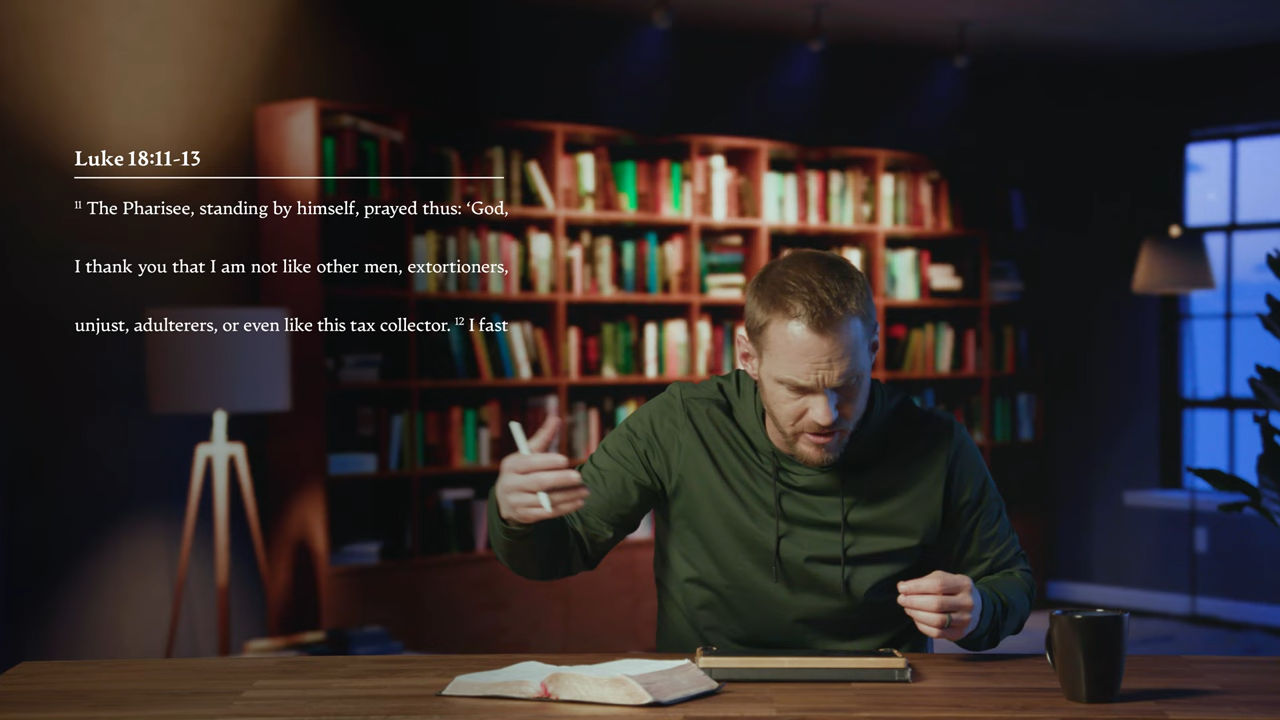 Luke 18:11-13
¹¹ The Pharisee, standing by himself, prayed thus: ‘God,
I thank you that I am not like other men, extortioners,
unjust, adulterers, or even like this tax collector. ¹² I fast